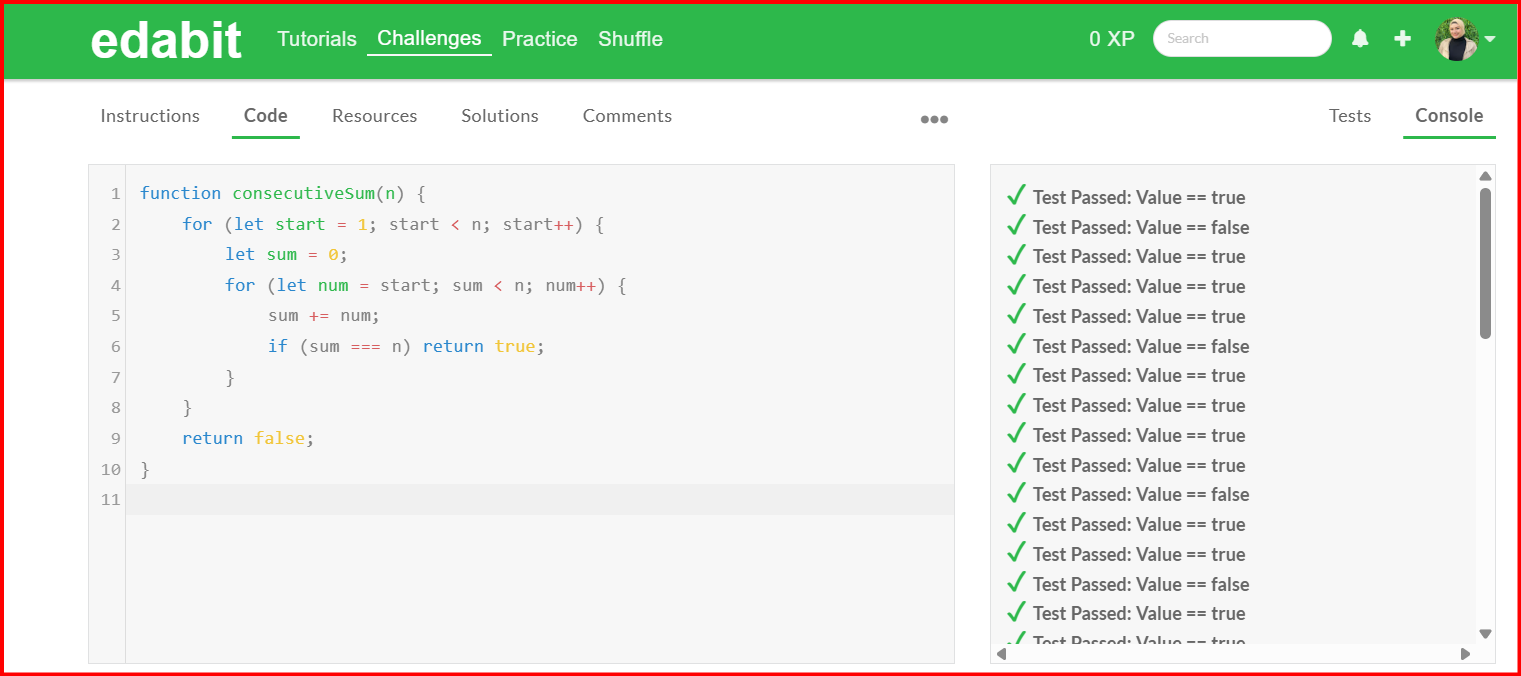 edabit Tutorials Challenges Practice Shuffle 0 XP Search
Instructions Code Resources Solutions Comments ••• Tests Console
1 function consecutiveSum(n) {
2 for (let start = 1; start < n; start++) {
3 let sum = 0;
4 for (let num = start; sum < n; num++) {
5 sum += num;
6 if (sum === n) return true;
7 }
8 }
9 return false;
10 }
11
Test Passed: Value == true
Test Passed: Value == false
Test Passed: Value == true
Test Passed: Value == true
Test Passed: Value == true
Test Passed: Value == false
Test Passed: Value == true
Test Passed: Value == true
Test Passed: Value == true
Test Passed: Value == true
Test Passed: Value == false
Test Passed: Value == true
Test Passed: Value == true
Test Passed: Value == false
Test Passed: Value == true
Test Passed: Value == true